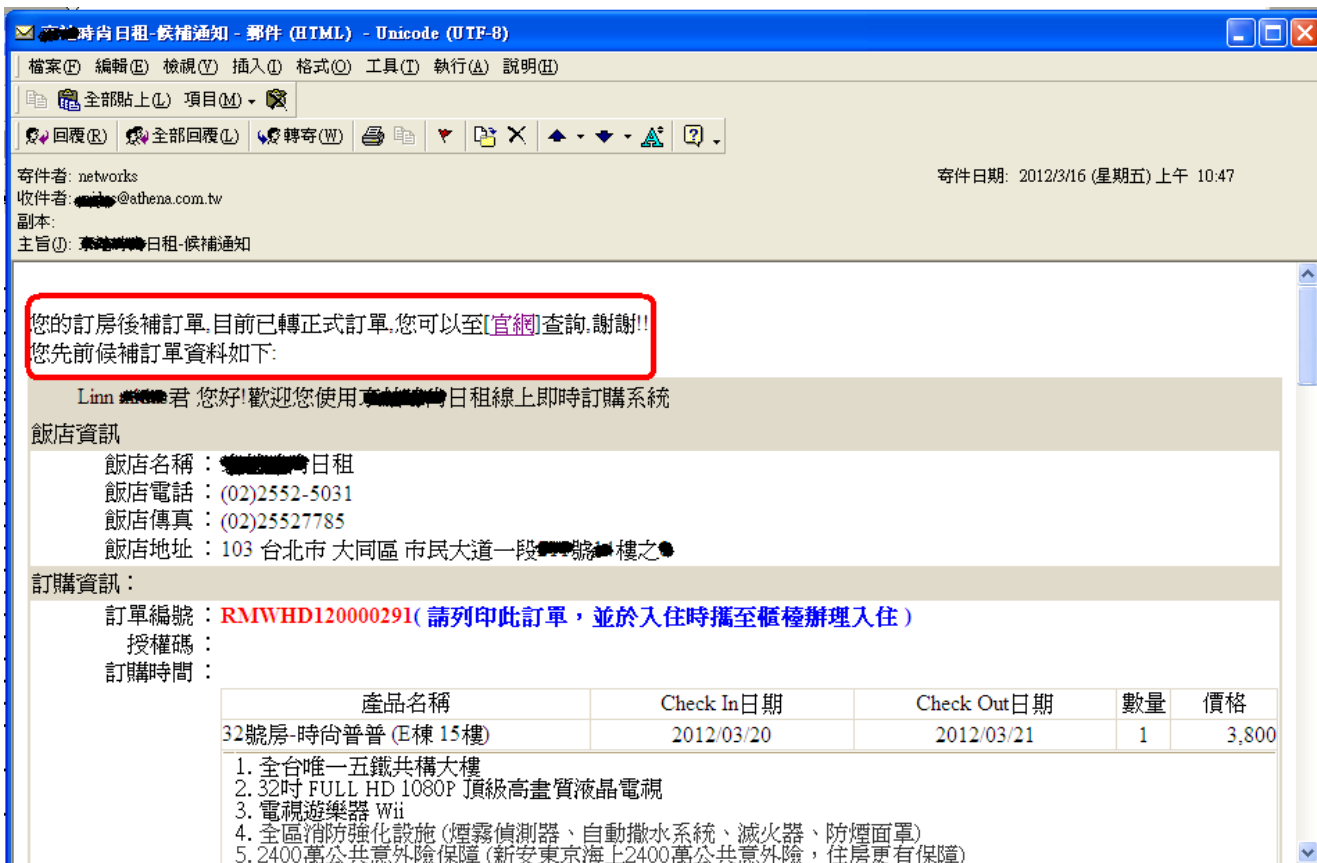 時尚日租-候補通知 - 郵件 (HTML) - Unicode (UTF-8)
檔案(F) 編輯(E) 檢視(V) 插入(I) 格式(O) 工具(T) 執行(A) 說明(H)
全部貼上(L) 項目(M)
回覆(R) 全部回覆(L) 轉寄(W)
寄件者: networks 寄件日期: 2012/3/16 (星期五) 上午 10:47
收件者: @athena.com.tw
副本:
主旨(J): 日租-候補通知
您的訂房後補訂單,目前已轉正式訂單,您可以至[官網]查詢,謝謝!!
您先前候補訂單資料如下:
Linn 君 您好!歡迎您使用 日租線上即時訂購系統
飯店資訊
飯店名稱：日租
飯店電話：(02)2552-5031
飯店傳真：(02)25527785
飯店地址：103 台北市 大同區 市民大道一段 號 樓之
訂購資訊：
訂單編號：RMWHD120000291( 請列印此訂單，並於入住時攜至櫃檯辦理入住 )
授權碼：
訂購時間：
產品名稱 Check In日期 Check Out日期 數量 價格
32號房-時尚普普 (E棟 15樓) 2012/03/20 2012/03/21 1 3,800
1. 全台唯一五鐵共構大樓
2. 32吋 FULL HD 1080P 頂級高畫質液晶電視
3. 電視遊樂器 Wii
4. 全區消防強化設施 (煙霧偵測器、自動撒水系統、滅火器、防煙面罩)
5. 2400萬公共意外險保障 (新安東京海上2400萬公共意外險，住房更有保障)